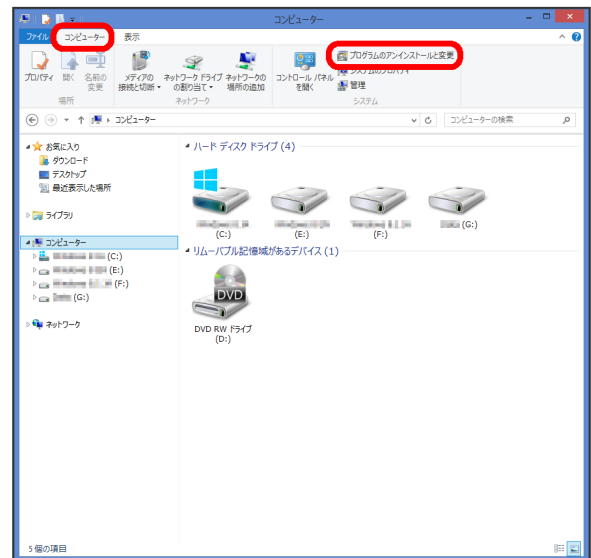 コンピューター
ファイル コンピューター 表示
プロパティ 開く 名前の変更 メディアの接続と切断 ネットワーク ドライブの割り当て ネットワークの場所の追加 コントロール パネルを開く
プログラムのアンインストールと変更
システムのプロパティ
管理
場所 ネットワーク システム
コンピューター
コンピューターの検索
お気に入り
ダウンロード
デスクトップ
最近表示した場所
ライブラリ
コンピューター
(C:)
(E:)
(F:)
(G:)
ネットワーク
ハード ディスク ドライブ (4)
(C:)
(E:)
(F:)
(G:)
リムーバブル記憶域があるデバイス (1)
DVD
DVD RW ドライブ
(D:)
5 個の項目